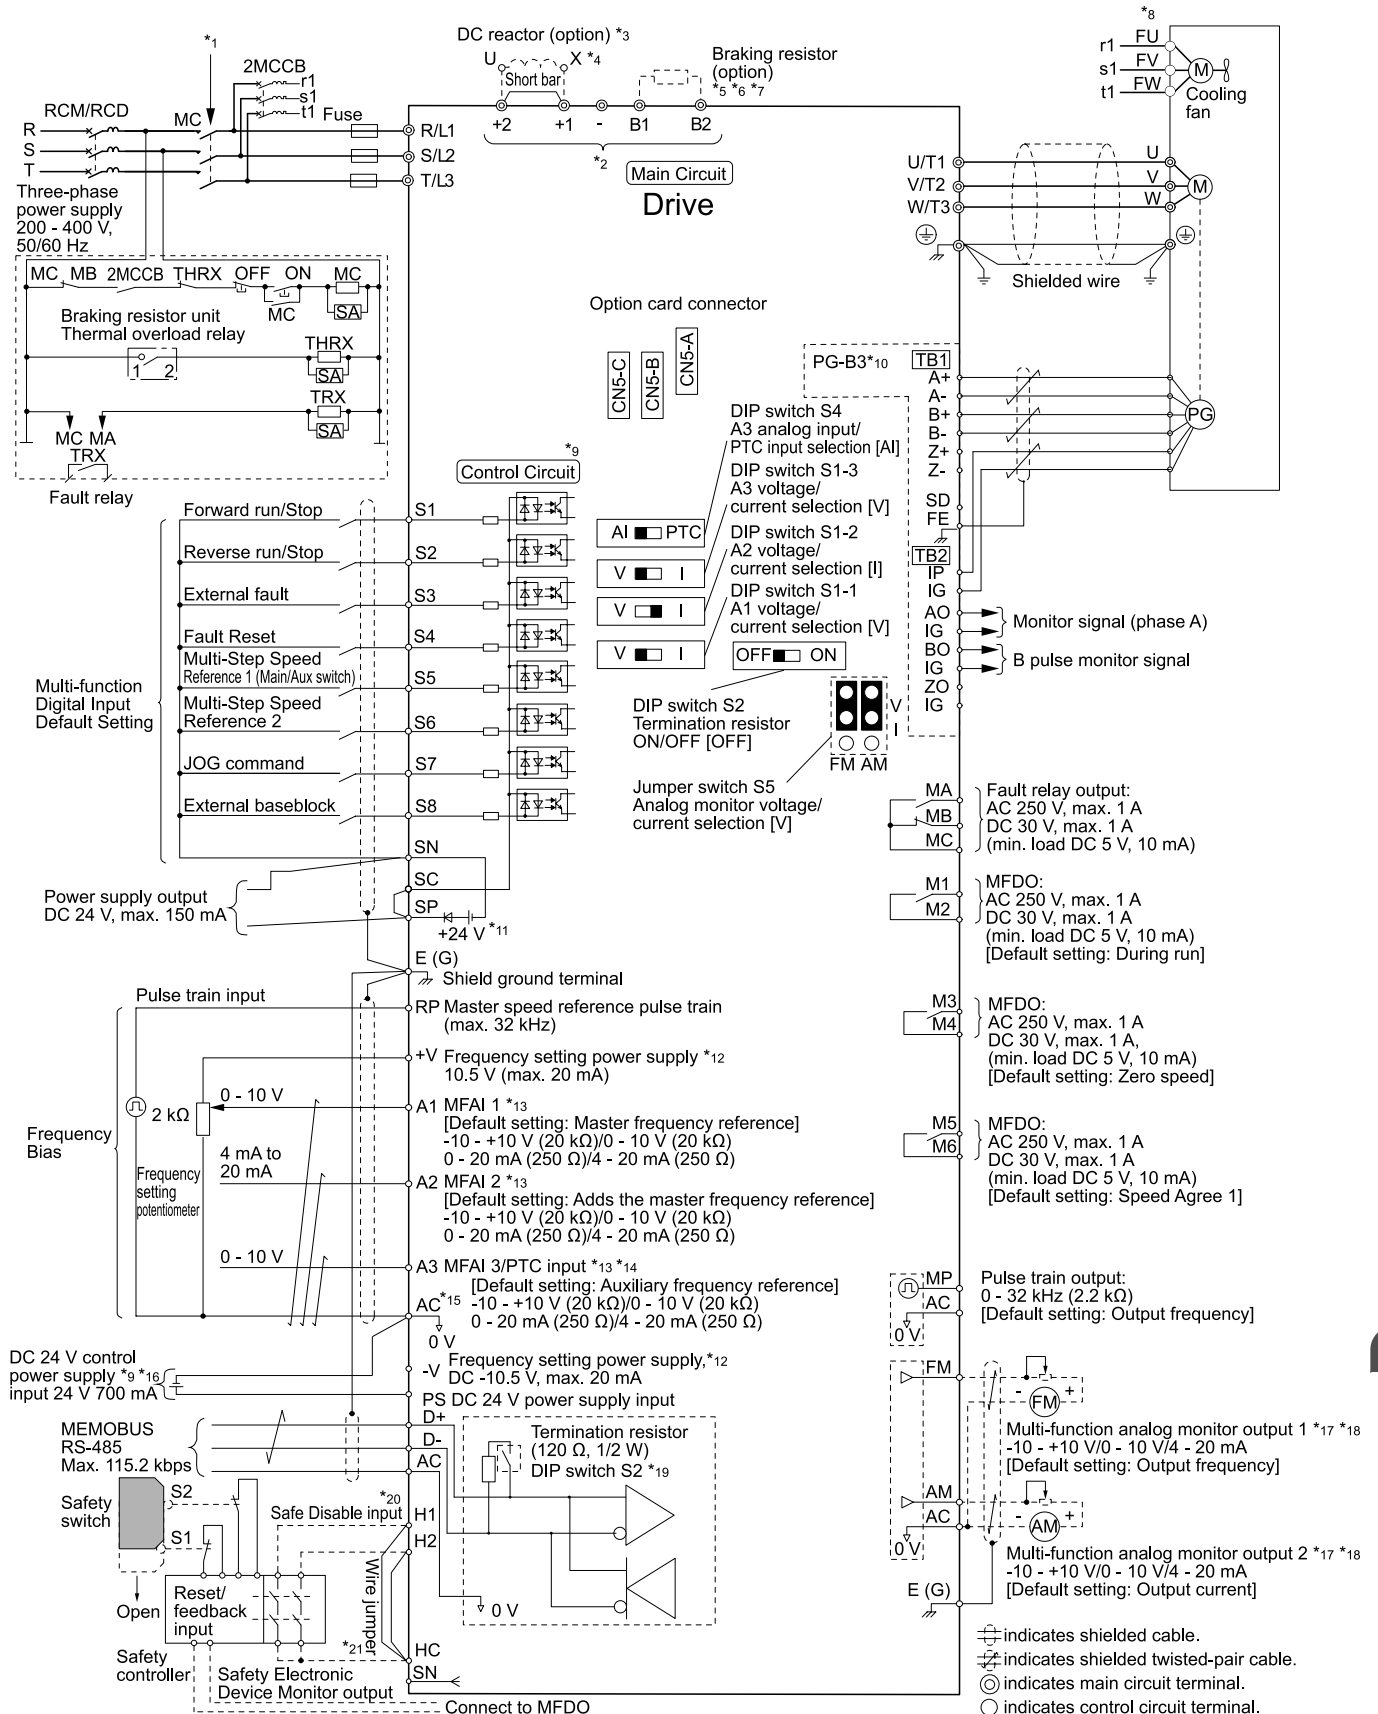 *1
DC reactor (option) *3
U X *4
Short bar
Braking resistor
(option)
*5 *6 *7
*8
r1 FU
s1 FV
t1 FW
M
Cooling
fan
2MCCB
r1
s1
t1
RCM/RCD
MC
Fuse
R
S
T
R/L1
S/L2
T/L3
+2 +1 - B1 B2
*2
Main Circuit
Drive
U/T1
V/T2
W/T3
U
V
W
M
Shielded wire
Three-phase
power supply
200 - 400 V,
50/60 Hz
MC MB 2MCCB THRX OFF ON MC
MC
SA
Braking resistor unit
Thermal overload relay
1 2
THRX
SA
TRX
SA
MC MA
TRX
Fault relay
Option card connector
CN5-C
CN5-B
CN5-A
PG-B3*10
TB1
A+
A-
B+
B-
Z+
Z-
SD
FE
PG
TB2
IP
IG
AO
IG
BO
IG
ZO
IG
Monitor signal (phase A)
B pulse monitor signal
DIP switch S4
A3 analog input/
PTC input selection [AI]
DIP switch S1-3
A3 voltage/
current selection [V]
DIP switch S1-2
A2 voltage/
current selection [I]
DIP switch S1-1
A1 voltage/
current selection [V]
AI PTC
V I
V I
V I
OFF ON
DIP switch S2
Termination resistor
ON/OFF [OFF]
V
I
FM AM
Jumper switch S5
Analog monitor voltage/
current selection [V]
*9
Control Circuit
Multi-function
Digital Input
Default Setting
Forward run/Stop
S1
Reverse run/Stop
S2
External fault
S3
Fault Reset
S4
Multi-Step Speed
Reference 1 (Main/Aux switch)
S5
Multi-Step Speed
Reference 2
S6
JOG command
S7
External baseblock
S8
SN
SC
SP
+24 V *11
Power supply output
DC 24 V, max. 150 mA
E (G)
Shield ground terminal
MA
MB
MC
Fault relay output:
AC 250 V, max. 1 A
DC 30 V, max. 1 A
(min. load DC 5 V, 10 mA)
M1
M2
MFDO:
AC 250 V, max. 1 A
DC 30 V, max. 1 A
(min. load DC 5 V, 10 mA)
[Default setting: During run]
M3
M4
MFDO:
AC 250 V, max. 1 A
DC 30 V, max. 1 A,
(min. load DC 5 V, 10 mA)
[Default setting: Zero speed]
M5
M6
MFDO:
AC 250 V, max. 1 A
DC 30 V, max. 1 A
(min. load DC 5 V, 10 mA)
[Default setting: Speed Agree 1]
Pulse train input
RP Master speed reference pulse train
(max. 32 kHz)
+V Frequency setting power supply *12
10.5 V (max. 20 mA)
Frequency
Bias
2 kΩ
Frequency
setting
potentiometer
0 - 10 V
A1 MFAI 1 *13
[Default setting: Master frequency reference]
-10 - +10 V (20 kΩ)/0 - 10 V (20 kΩ)
0 - 20 mA (250 Ω)/4 - 20 mA (250 Ω)
4 mA to
20 mA
A2 MFAI 2 *13
[Default setting: Adds the master frequency reference]
-10 - +10 V (20 kΩ)/0 - 10 V (20 kΩ)
0 - 20 mA (250 Ω)/4 - 20 mA (250 Ω)
0 - 10 V
A3 MFAI 3/PTC input *13 *14
[Default setting: Auxiliary frequency reference]
-10 - +10 V (20 kΩ)/0 - 10 V (20 kΩ)
0 - 20 mA (250 Ω)/4 - 20 mA (250 Ω)
AC*15
0 V
-V Frequency setting power supply,*12
DC -10.5 V, max. 20 mA
DC 24 V control
power supply *9 *16
input 24 V 700 mA
PS DC 24 V power supply input
MP
AC
0 V
Pulse train output:
0 - 32 kHz (2.2 kΩ)
[Default setting: Output frequency]
FM
- +
FM
Multi-function analog monitor output 1 *17 *18
-10 - +10 V/0 - 10 V/4 - 20 mA
[Default setting: Output frequency]
AM
AC
0 V
- +
AM
Multi-function analog monitor output 2 *17 *18
-10 - +10 V/0 - 10 V/4 - 20 mA
[Default setting: Output current]
E (G)
MEMOBUS
RS-485
Max. 115.2 kbps
D+
D-
AC
Termination resistor
(120 Ω, 1/2 W)
DIP switch S2 *19
0 V
Safety
switch
S2
S1
Open
*20
Safe Disable input
H1
H2
Wire jumper
Reset/
feedback
input
Safety
controller
*21
HC
SN
Safety Electronic
Device Monitor output
Connect to MFDO
indicates shielded cable.
indicates shielded twisted-pair cable.
indicates main circuit terminal.
indicates control circuit terminal.